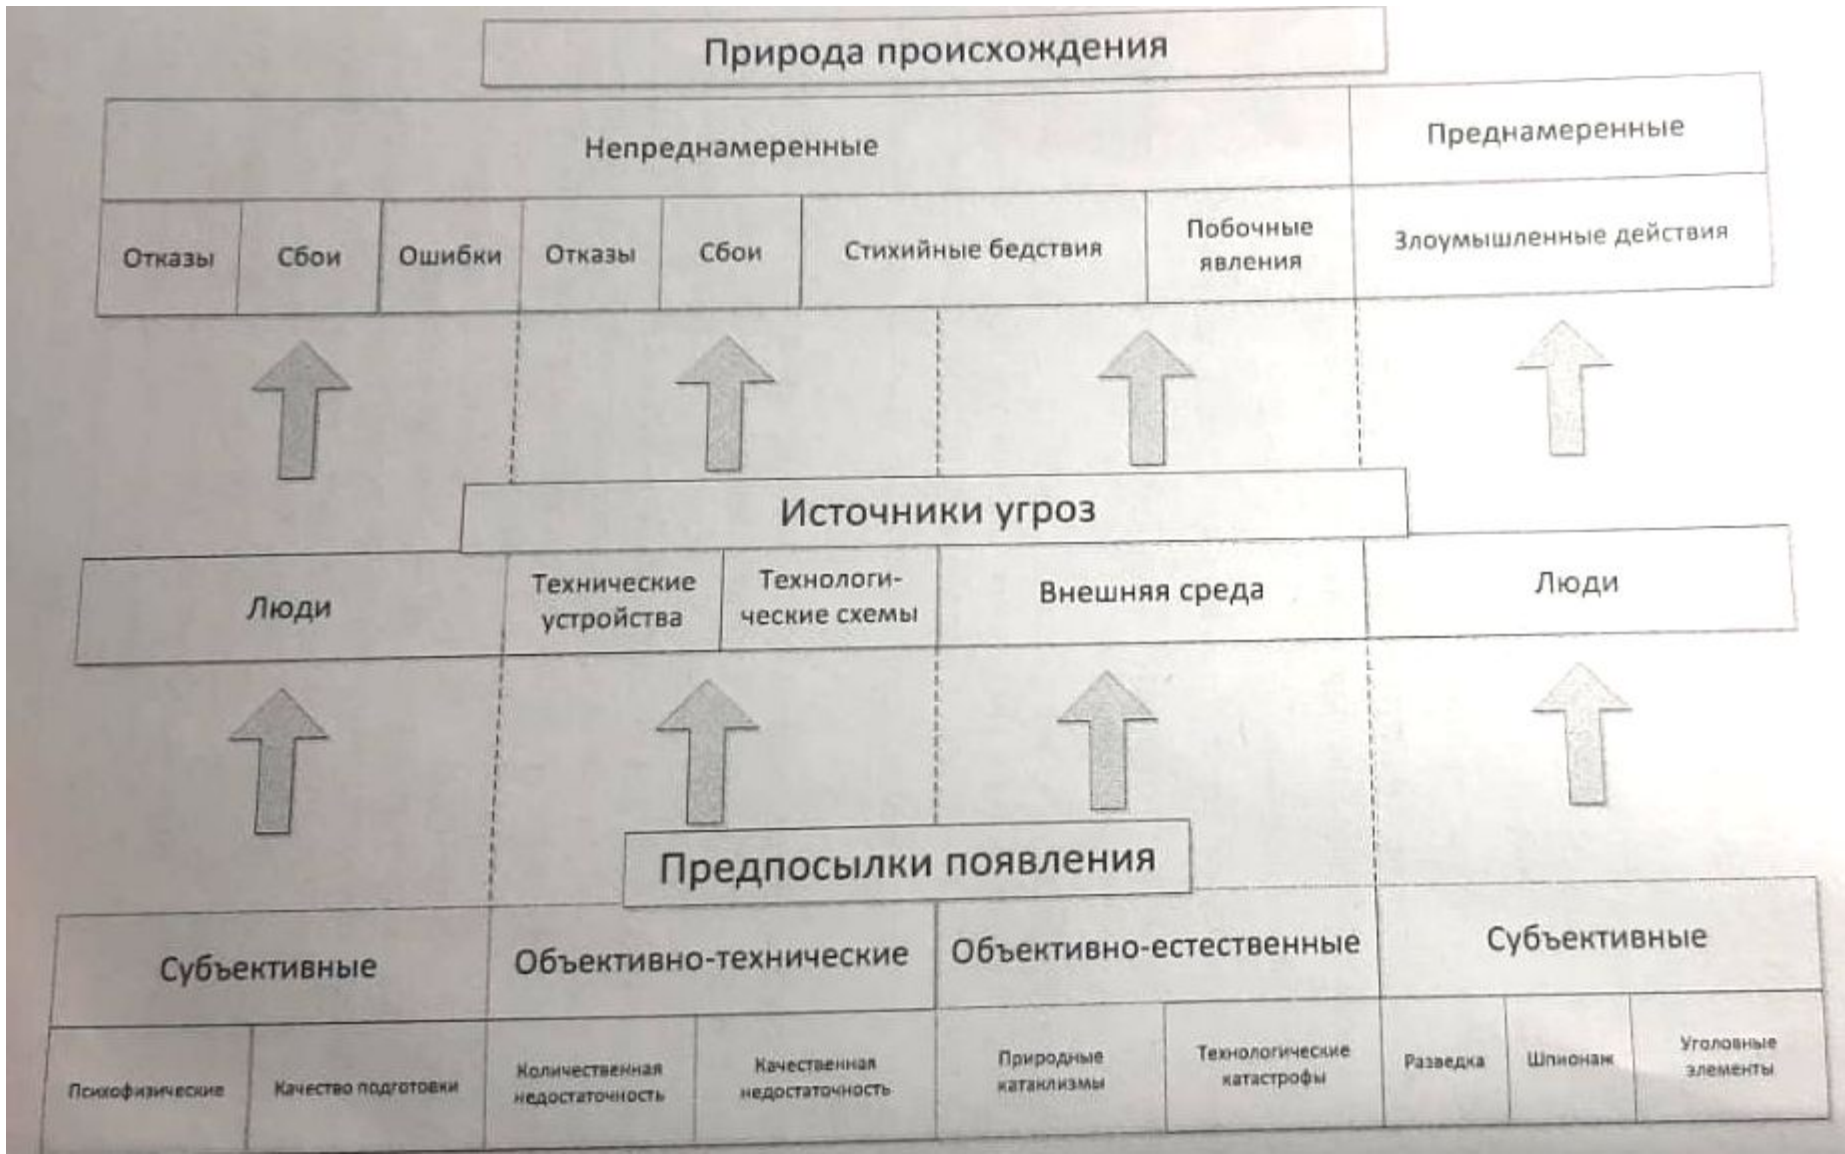 Природа происхождения
Непреднамеренные
Преднамеренные
Отказы
Сбои
Ошибки
Отказы
Сбои
Стихийные бедствия
Побочные
явления
Злоумышленные действия
Источники угроз
Люди
Технические
устройства
Технологи-
ческие схемы
Внешняя среда
Люди
Предпосылки появления
Субъективные
Объективно-технические
Объективно-естественные
Субъективные
Психофизические
Качество подготовки
Количественная
недостаточность
Качественная
недостаточность
Природные
катаклизмы
Технологические
катастрофы
Разведка
Шпионаж
Уголовные
элементы